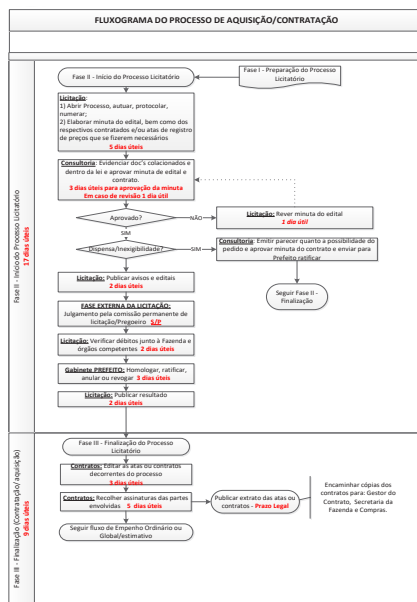 FLUXOGRAMA DO PROCESSO DE AQUISIÇÃO/CONTRATAÇÃO
Fase II - Início do Processo Licitatório
17 dias úteis
Fase II - Início do Processo Licitatório
Fase I - Preparação do Processo
Licitatório
Licitação:
1) Abrir Processo, autuar, protocolar,
numerar;
2) Elaborar minuta do edital, bem como dos
respectivos contratados e/ou atas de registro
de preços que se fizerem necessários
5 dias úteis
Consultoria: Evidenciar doc's colacionados e
dentro da lei e aprovar minuta de edital e
contrato.
3 dias úteis para aprovação da minuta
Em caso de revisão 1 dia útil
Aprovado?
NÃO
Licitação: Rever minuta do edital
1 dia útil
SIM
Dispensa/Inexigibilidade?
SIM
Consultoria: Emitir parecer quanto a possibilidade do
pedido e aprovar minuta do contrato e enviar para
Prefeito ratificar
Seguir Fase II -
Finalização
Licitação: Publicar avisos e editais
2 dias úteis
FASE EXTERNA DA LICITAÇÃO:
Julgamento pela comissão permanente de
licitação/Pregoeiro S/P
Licitação: Verificar débitos junto à Fazenda e
órgãos competentes 2 dias úteis
Gabinete PREFEITO: Homologar, ratificar,
anular ou revogar 3 dias úteis
Licitação: Publicar resultado
2 dias úteis
Fase III - Finalização (Contratação/aquisição)
9 dias úteis
Fase III - Finalização do Processo
Licitatório
Contratos: Editar as atas ou contratos
decorrentes do processo
3 dias úteis
Contratos: Recolher assinaturas das partes
envolvidas 5 dias úteis
Publicar extrato das atas ou
contratos - Prazo Legal
Encaminhar cópias dos
contratos para: Gestor do
Contrato, Secretaria da
Fazenda e Compras.
Seguir fluxo de Empenho Ordinário ou
Global/estimativo